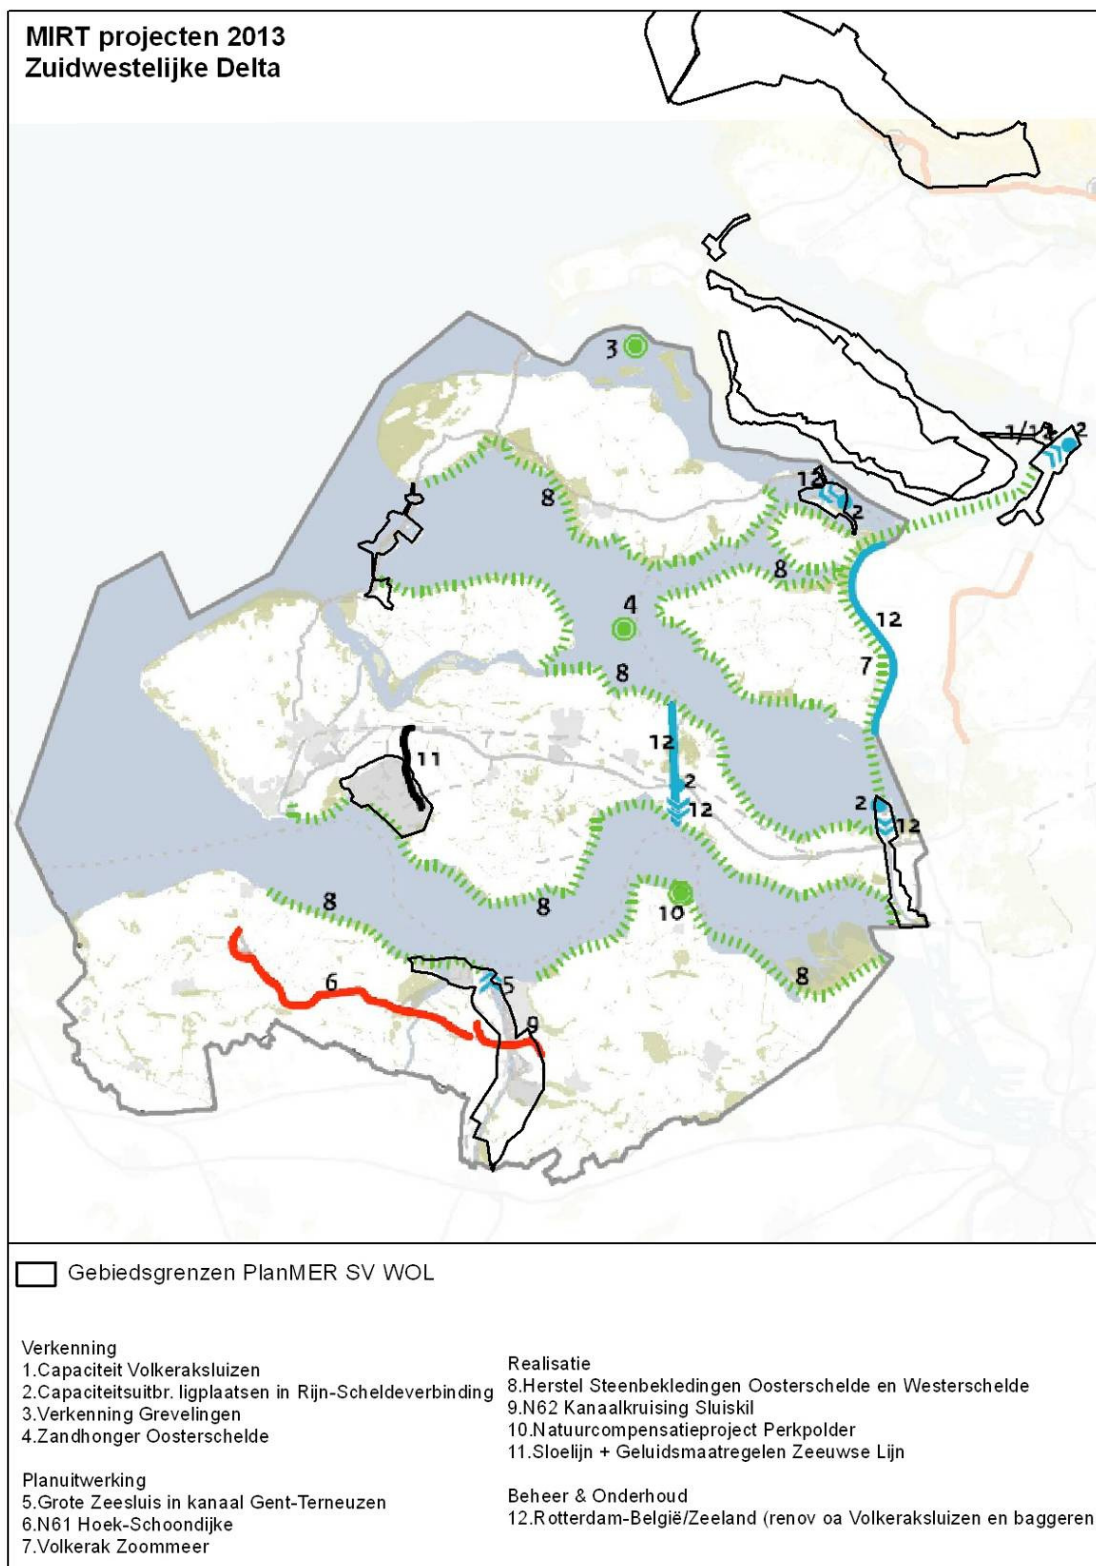 MIRT projecten 2013
Zuidwestelijke Delta
3
1/1
2
12
2
8
8
4
12
7
8
12
2
12
11
2
12
8
8
10
8
5
6
9
Gebiedsgrenzen PlanMER SV WOL
Verkenning
1.Capaciteit Volkeraksluizen
2.Capaciteitsuitbr. ligplaatsen in Rijn-Scheldeverbinding
3.Verkenning Grevelingen
4.Zandhonger Oosterschelde
Planuitwerking
5.Grote Zeesluis in kanaal Gent-Terneuzen
6.N61 Hoek-Schoondijke
7.Volkerak Zoommeer
Realisatie
8.Herstel Steenbekledingen Oosterschelde en Westerschelde
9.N62 Kanaalkruising Sluiskil
10.Natuurcompensatieproject Perkpolder
11.Sloelijn + Geluidsmaatregelen Zeeuwse Lijn
Beheer & Onderhoud
12.Rotterdam-België/Zeeland (renov oa Volkeraksluizen en baggeren